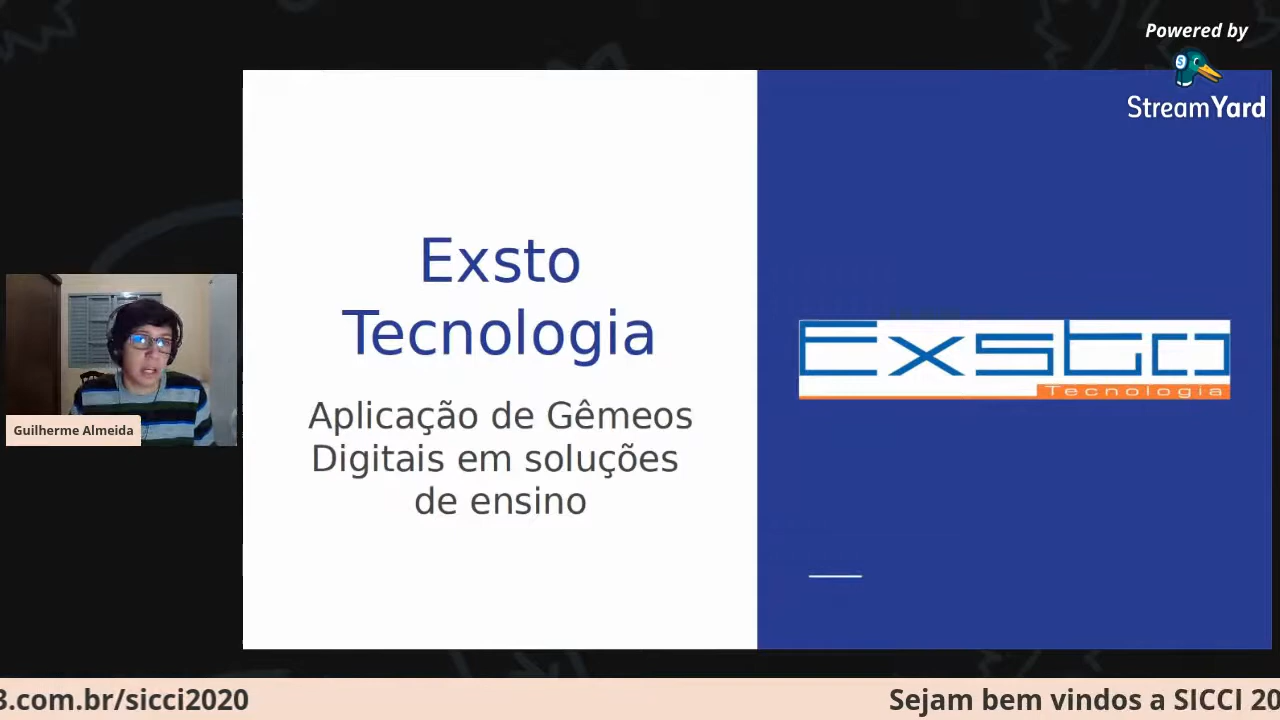 Powered by
StreamYard
Exsto
Tecnologia
Aplicação de Gêmeos
Digitais em soluções
de ensino
Exsto
Tecnologia
Guilherme Almeida
3.com.br/sicci2020
Sejam bem vindos a SICCI 20